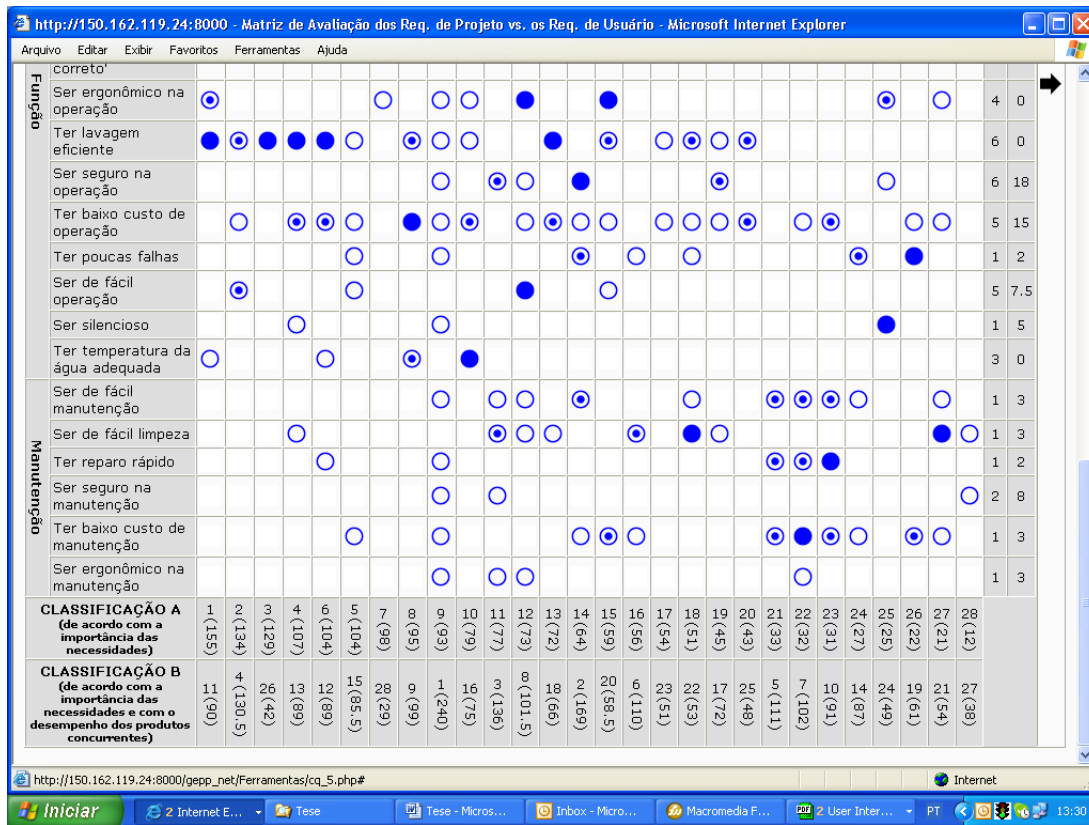 http://150.162.119.24:8000 - Matriz de Avaliação dos Req. de Projeto vs. os Req. de Usuário - Microsoft Internet Explorer
Arquivo Editar Exibir Favoritos Ferramentas Ajuda
Função
correto'
Ser ergonômico na
operação
4 0
Ter lavagem
eficiente
6 0
Ser seguro na
operação
6 18
Ter baixo custo de
operação
5 15
Ter poucas falhas 1 2
Ser de fácil
operação
5 7.5
Ser silencioso 1 5
Ter temperatura da
água adequada
3 0
Manutenção
Ser de fácil
manutenção
1 3
Ser de fácil limpeza 1 3
Ter reparo rápido 1 2
Ser seguro na
manutenção
2 8
Ter baixo custo de
manutenção
1 3
Ser ergonômico na
manutenção
1 3
CLASSIFICAÇÃO A
(de acordo com a
importância das
necessidades)
1 (155) 2 (134) 3 (129) 4 (107) 6 (104) 5 (104) 7 (98) 8 (95) 9 (93) 10 (79) 11 (77) 12 (73) 13 (72) 14 (64) 15 (59) 16 (56) 17 (54) 18 (51) 19 (45) 20 (43) 21 (33) 22 (32) 23 (31) 24 (27) 25 (25) 26 (22) 27 (21) 28 (12)
CLASSIFICAÇÃO B
(de acordo com a
importância das
necessidades e com o
desempenho dos produtos
concorrentes)
11 (90) 4 (130.5) 26 (42) 13 (89) 12 (89) 15 (85.5) 28 (29) 9 (99) 1 (240) 16 (75) 3 (136) 8 (101.5) 18 (66) 2 (169) 20 (58.5) 6 (110) 23 (51) 22 (53) 17 (72) 25 (48) 5 (111) 7 (102) 10 (91) 14 (87) 24 (49) 19 (61) 21 (54) 27 (38)
http://150.162.119.24:8000/gepp_net/Ferramentas/cq_5.php# Internet
Iniciar 2 Internet E... Tese Tese - Micros... Inbox - Micro... Macromedia F... 2 User Inter... PT 13:30